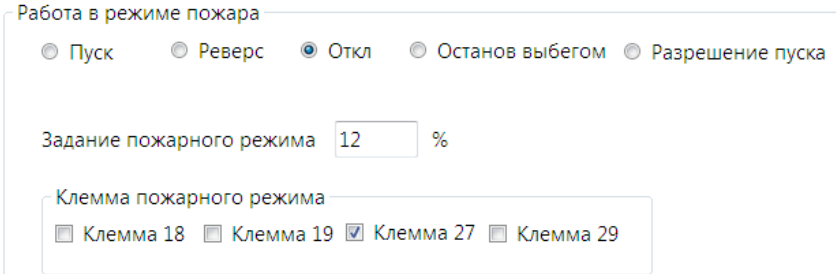 Работа в режиме пожара
Пуск Реверс Откл Останов выбегом Разрешение пуска
Задание пожарного режима 12 %
Клемма пожарного режима
Клемма 18 Клемма 19 Клемма 27 Клемма 29